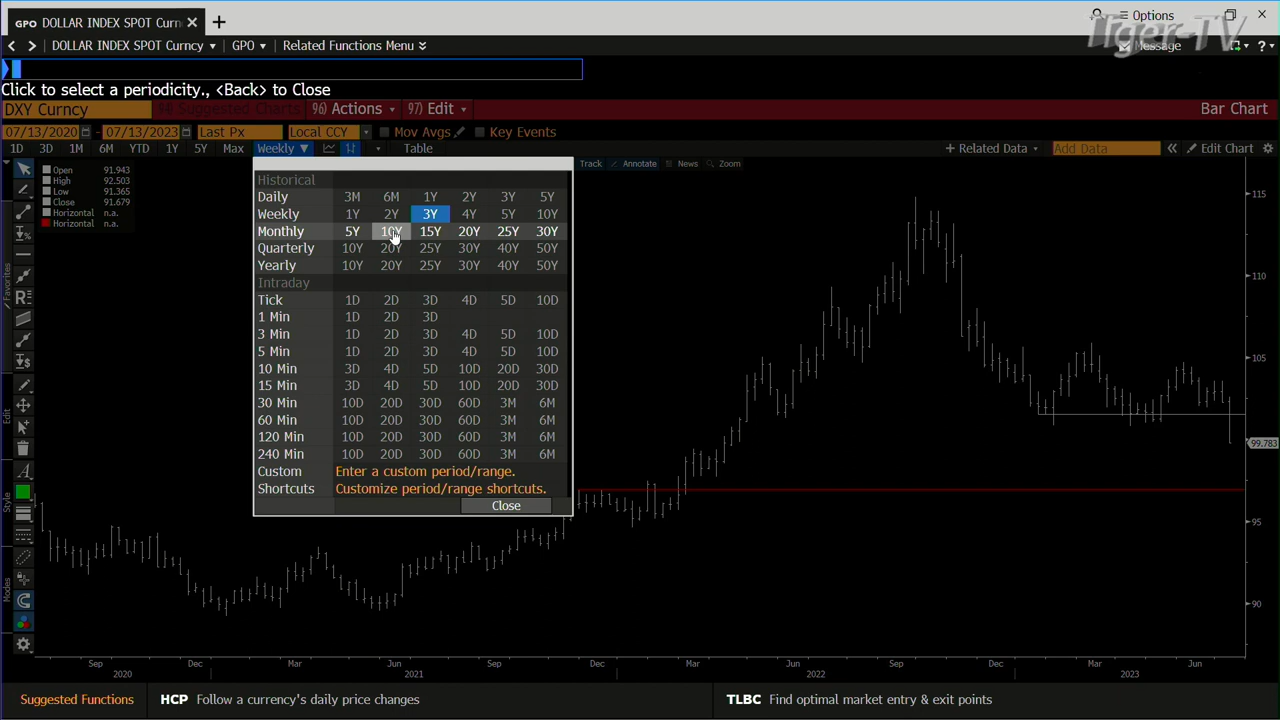 GPO DOLLAR INDEX SPOT Curn × +
Options
Tiger-TV
DOLLAR INDEX SPOT Curncy ▾ GPO ▾ Related Functions Menu
Message
Click to select a periodicity., <Back> to Close
DXY Curncy 94) Suggested Charts 96) Actions 97) Edit Bar Chart
07/13/2020 - 07/13/2023 Last Px Local CCY Mov Avgs Key Events
1D 3D 1M 6M YTD 1Y 5Y Max Weekly ▼ Table + Related Data Add Data « Edit Chart
Track Annotate News Zoom
Open 91.943
High 92.503
Low 91.365
Close 91.679
Horizontal n.a.
Horizontal n.a.
Historical
Daily 3M 6M 1Y 2Y 3Y 5Y
Weekly 1Y 2Y 3Y 4Y 5Y 10Y
Monthly 5Y 10Y 15Y 20Y 25Y 30Y
Quarterly 10Y 20Y 25Y 30Y 40Y 50Y
Yearly 10Y 20Y 25Y 30Y 40Y 50Y
Intraday
Tick 1D 2D 3D 4D 5D 10D
1 Min 1D 2D 3D
3 Min 1D 2D 3D 4D 5D 10D
5 Min 1D 2D 3D 4D 5D 10D
10 Min 3D 4D 5D 10D 20D 30D
15 Min 3D 4D 5D 10D 20D 30D
30 Min 10D 20D 30D 60D 3M 6M
60 Min 10D 20D 30D 60D 3M 6M
120 Min 10D 20D 30D 60D 3M 6M
240 Min 10D 20D 30D 60D 3M 6M
Custom Enter a custom period/range.
Shortcuts Customize period/range shortcuts.
Close
Favorites
Edit
Style
Modes
115
110
105
99.783
95
90
Sep Dec Mar Jun Sep Dec Mar Jun Sep Dec Mar Jun
2020 2021 2022 2023
Suggested Functions HCP Follow a currency's daily price changes TLBC Find optimal market entry & exit points